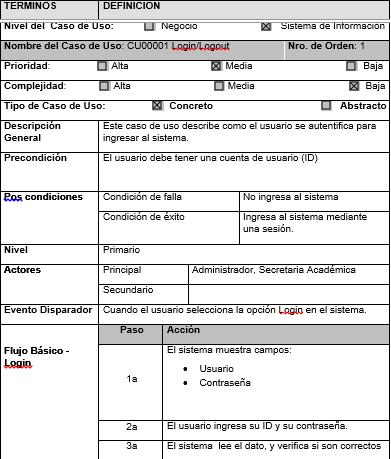 TERMINOS DEFINICION
Nivel del Caso de Uso: Negocio Sistema de Información
Nombre del Caso de Uso: CU00001 Login/Logout Nro. de Orden: 1
Prioridad: Alta Media Baja
Complejidad: Alta Media Baja
Tipo de Caso de Uso: Concreto Abstracto
Descripción General Este caso de uso describe como el usuario se autentifica para
ingresar al sistema.
Precondición El usuario debe tener una cuenta de usuario (ID)
Pos condiciones Condición de falla No ingresa al sistema
Condición de éxito Ingresa al sistema mediante
una sesión.
Nivel Primario
Actores Principal Administrador, Secretaria Académica
Secundario
Evento Disparador Cuando el usuario selecciona la opción Login en el sistema.
Flujo Básico -
Login
Paso Acción
1a El sistema muestra campos:
• Usuario
• Contraseña
2a El usuario ingresa su ID y su contraseña.
3a El sistema lee el dato, y verifica si son correctos